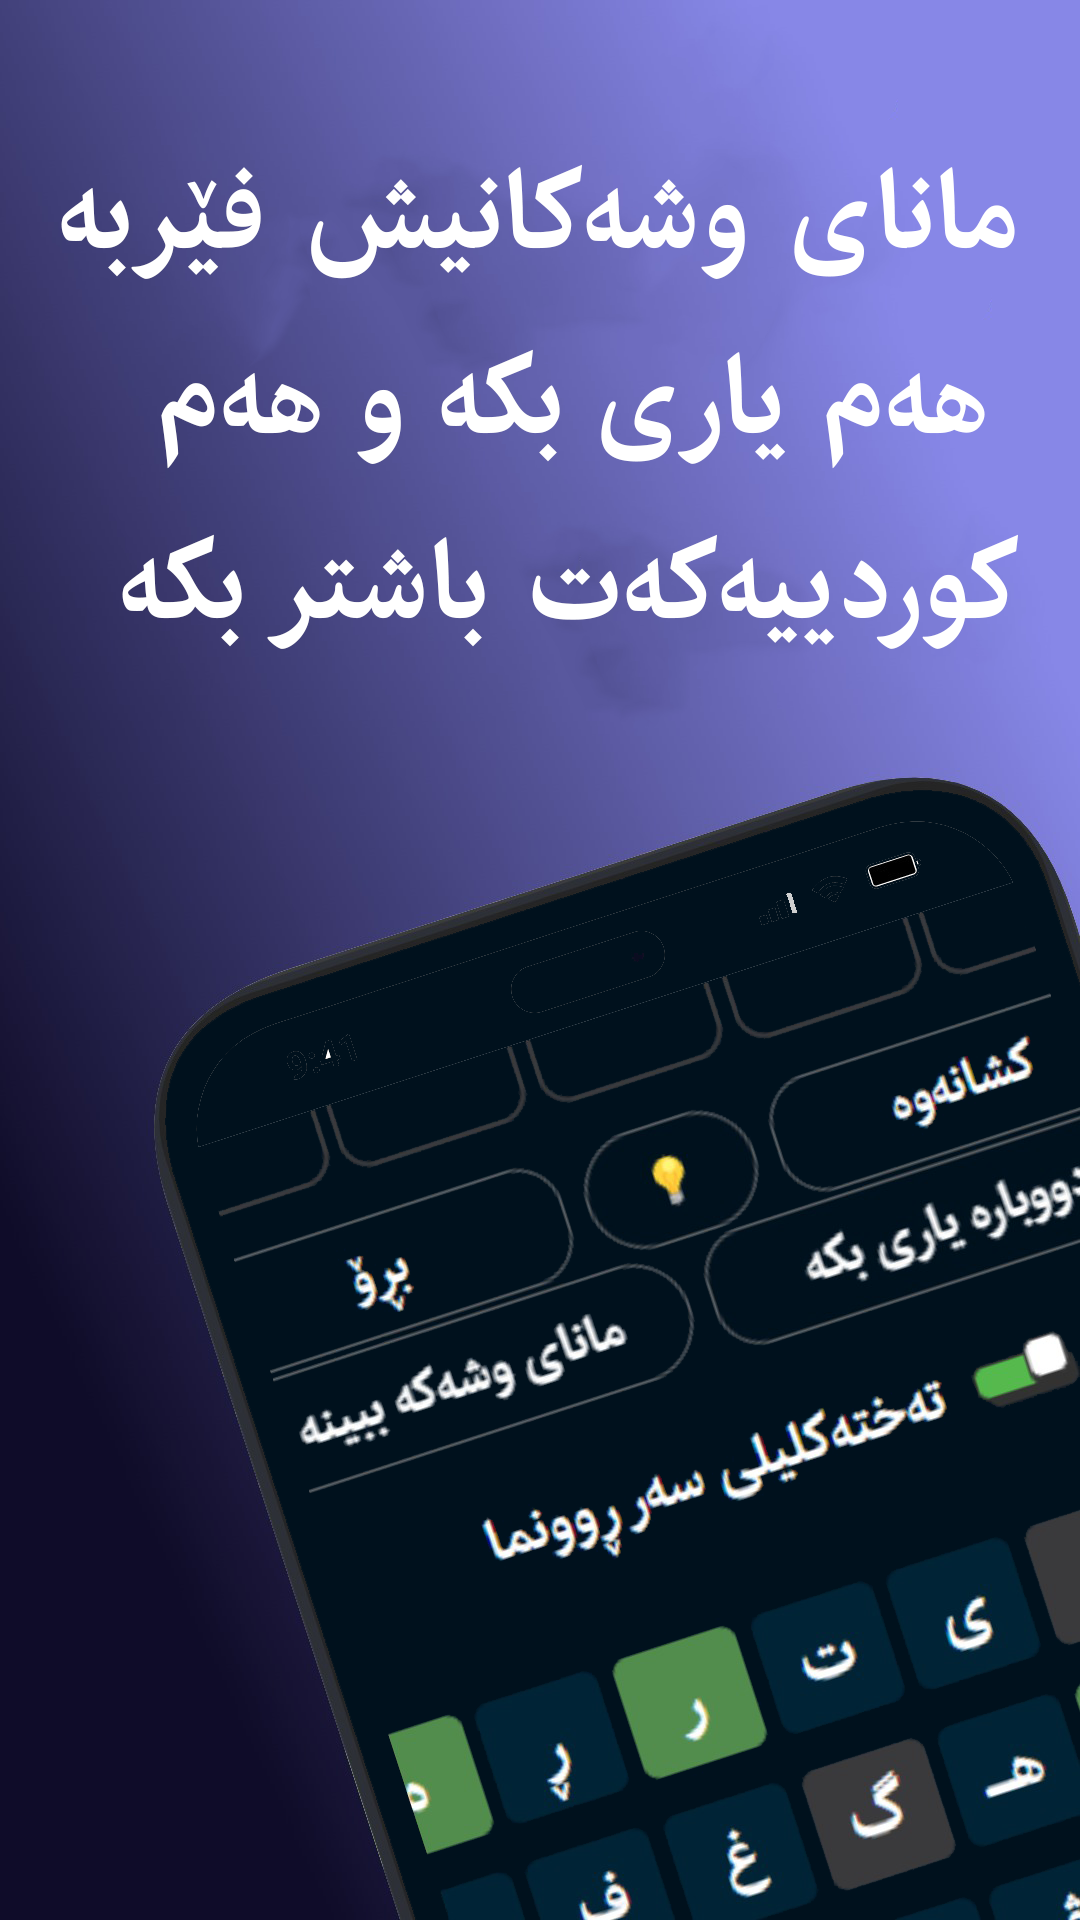 مانای وشەکانیش فێربە
هەم یاری بکە و هەم
کوردییەکەت باشتر بکە
9:41
کشانەوە
بڕۆ
دووبارە یاری بکە
مانای وشەکە ببینە
تەختەکلیلی سەر ڕوونما
ی
ت
ر
ڕ
ە
هـ
گ
غ
ف